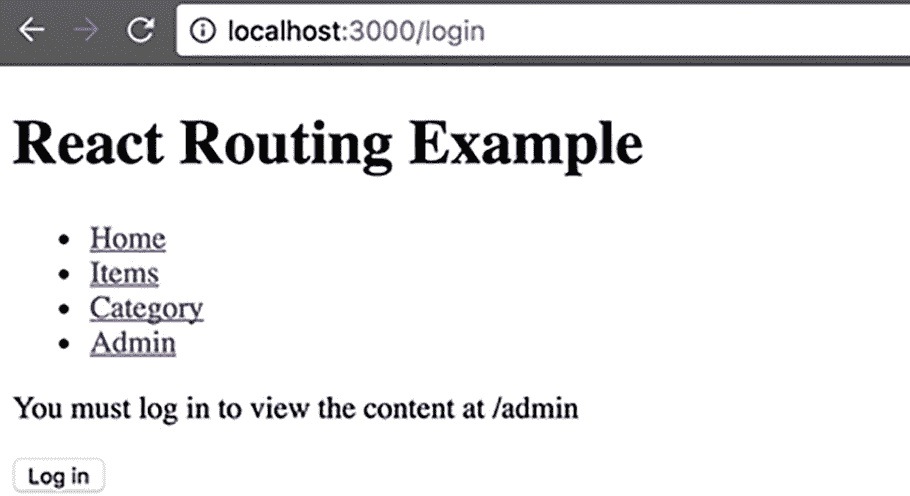 localhost:3000/login
React Routing Example
Home
Items
Category
Admin
You must log in to view the content at /admin
Log in